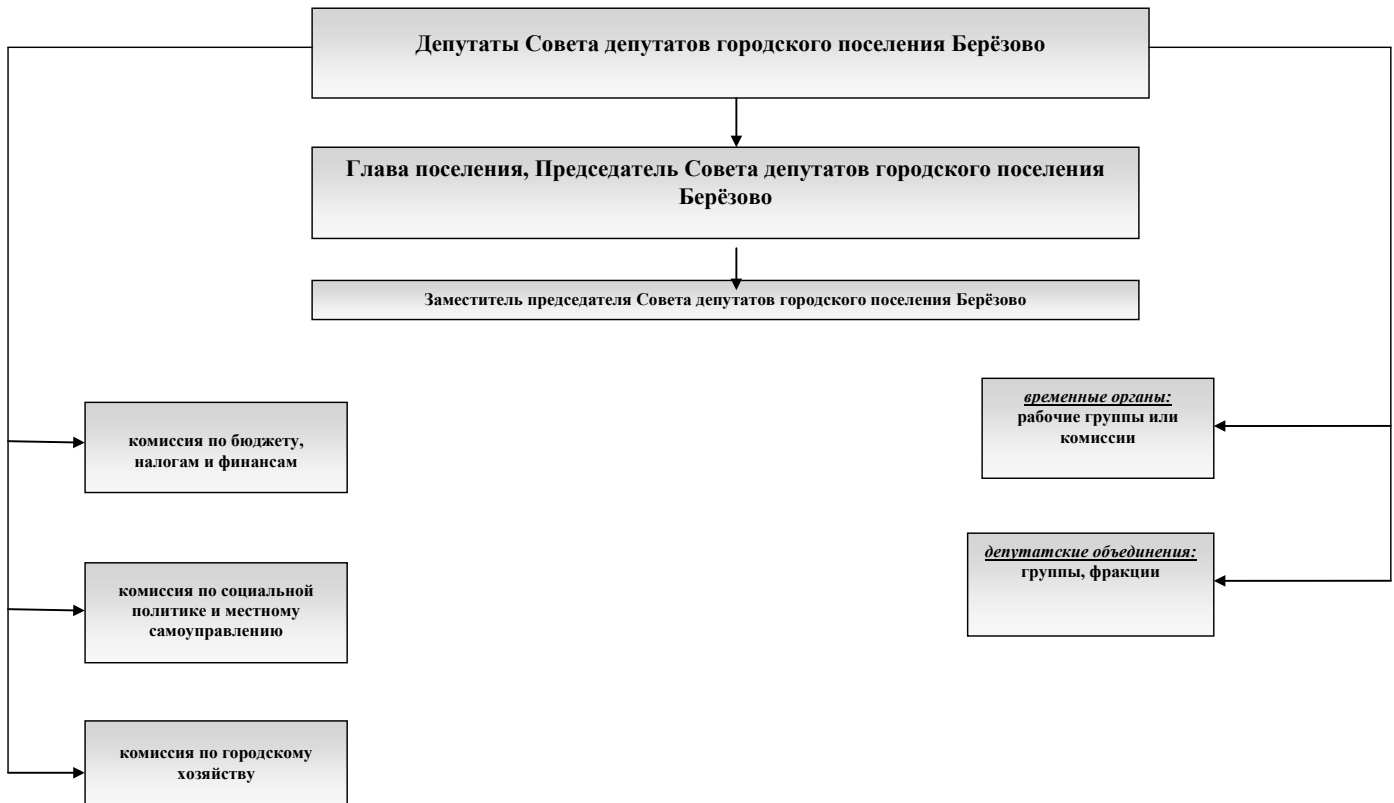 Депутаты Совета депутатов городского поселения Берёзово
Глава поселения, Председатель Совета депутатов городского поселения
Берёзово
Заместитель председателя Совета депутатов городского поселения Берёзово
комиссия по бюджету,
налогам и финансам
комиссия по социальной
политике и местному
самоуправлению
комиссия по городскому
хозяйству
временные органы:
рабочие группы или
комиссии
депутатские объединения:
группы, фракции